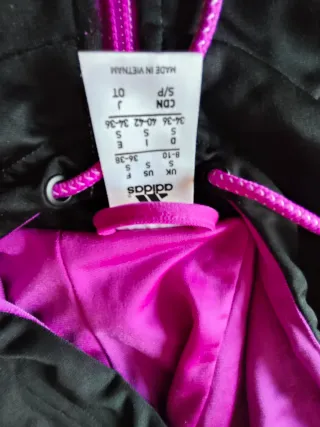 adidas
UK US F
S S S
8-10 36-38
D I E
S S S
34-36 40-42 34-36
CDN J
S/P OT
MADE IN VIETNAM